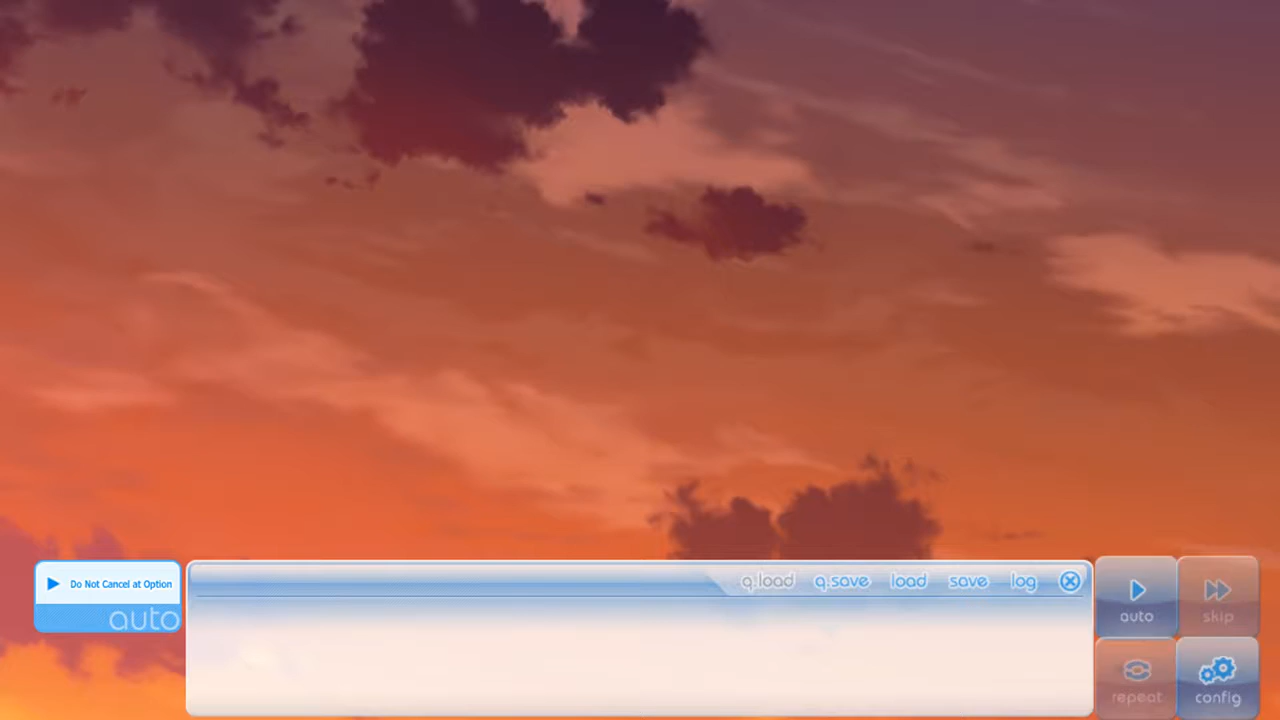 Do Not Cancel at Option
auto
q.load q.save load save log
auto skip
repeat config